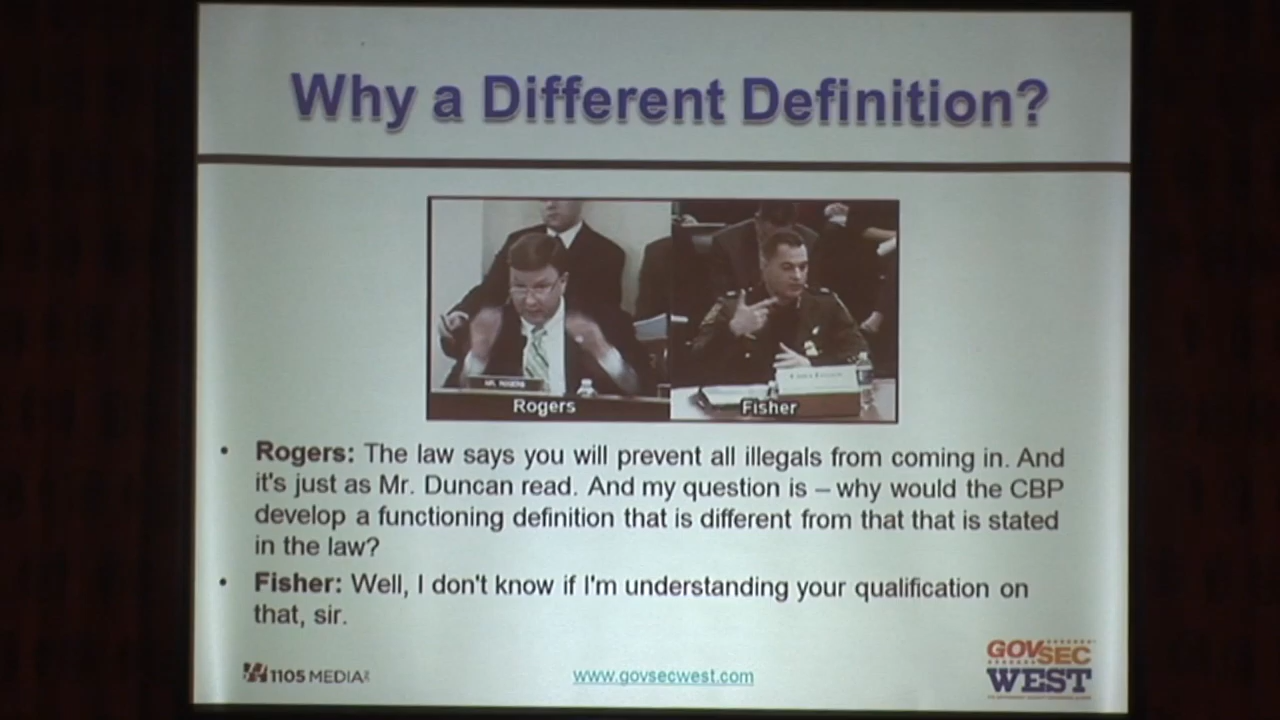 Why a Different Definition?
MR. ROGERS
Rogers
Fisher
• Rogers: The law says you will prevent all illegals from coming in. And
it's just as Mr. Duncan read. And my question is – why would the CBP
develop a functioning definition that is different from that that is stated
in the law?
• Fisher: Well, I don't know if I'm understanding your qualification on
that, sir.
1105 MEDIA
www.govsecwest.com
GOVSEC
WEST